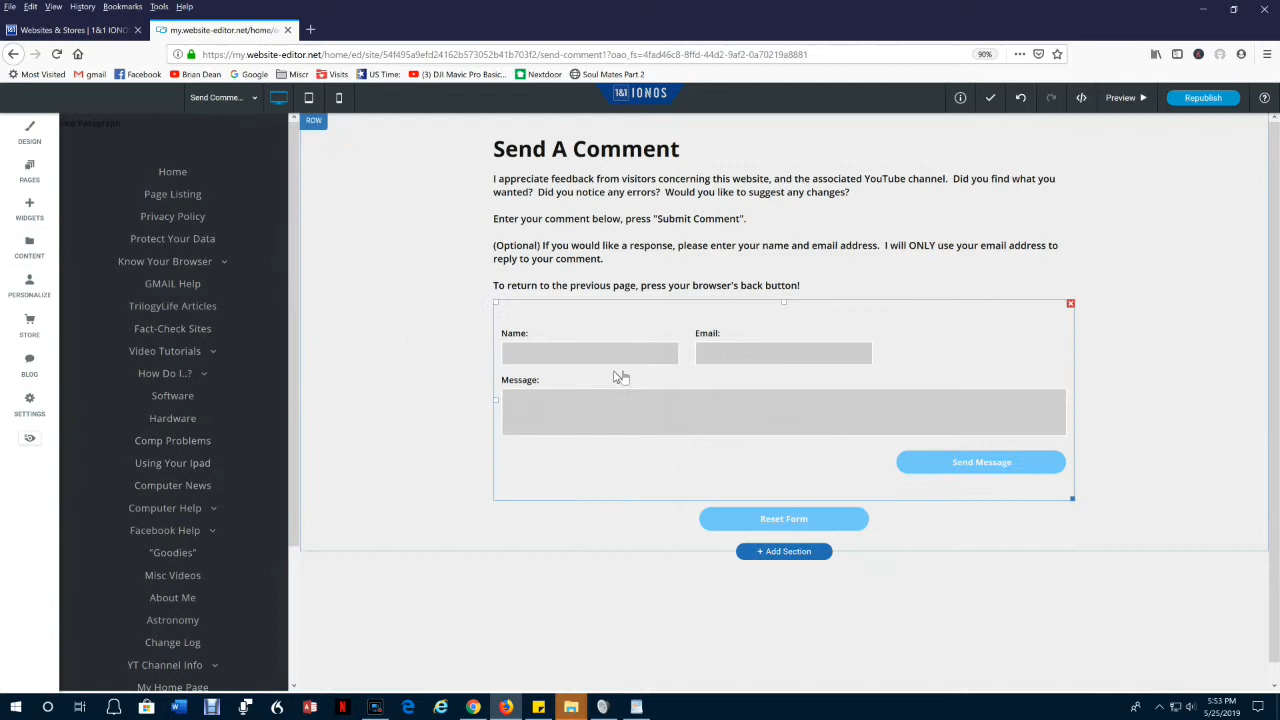 File Edit View History Bookmarks Tools Help
Websites & Stores | 1&1 IONOS
my.website-editor.net/home/e
https://my.website-editor.net/home/ed/site/54f495a9efd24162b573052b41b703f2/send-comment?oao_fs=4fad46c8-8ffd-44d2-9af2-0a70219a8881
90%
Most Visited gmail Facebook Brian Dean Google Miscr Visits US Time: (3) DJI Mavic Pro Basic... Nextdoor Soul Mates Part 2
Send Comme...
1&1 IONOS
Preview
Republish
ROW
DESIGN
PAGES
WIDGETS
CONTENT
PERSONALIZE
STORE
BLOG
SETTINGS
Paragraph
Home
Page Listing
Privacy Policy
Protect Your Data
Know Your Browser
GMAIL Help
TrilogyLife Articles
Fact-Check Sites
Video Tutorials
How Do I..?
Software
Hardware
Comp Problems
Using Your Ipad
Computer News
Computer Help
Facebook Help
"Goodies"
Misc Videos
About Me
Astronomy
Change Log
YT Channel Info
My Home Page
Send A Comment
I appreciate feedback from visitors concerning this website, and the associated YouTube channel. Did you find what you
wanted? Did you notice any errors? Would you like to suggest any changes?
Enter your comment below, press "Submit Comment".
(Optional) If you would like a response, please enter your name and email address. I will ONLY use your email address to
reply to your comment.
To return to the previous page, press your browser's back button!
Name:
Email:
Message:
Send Message
Reset Form
+ Add Section
5:53 PM
5/25/2019